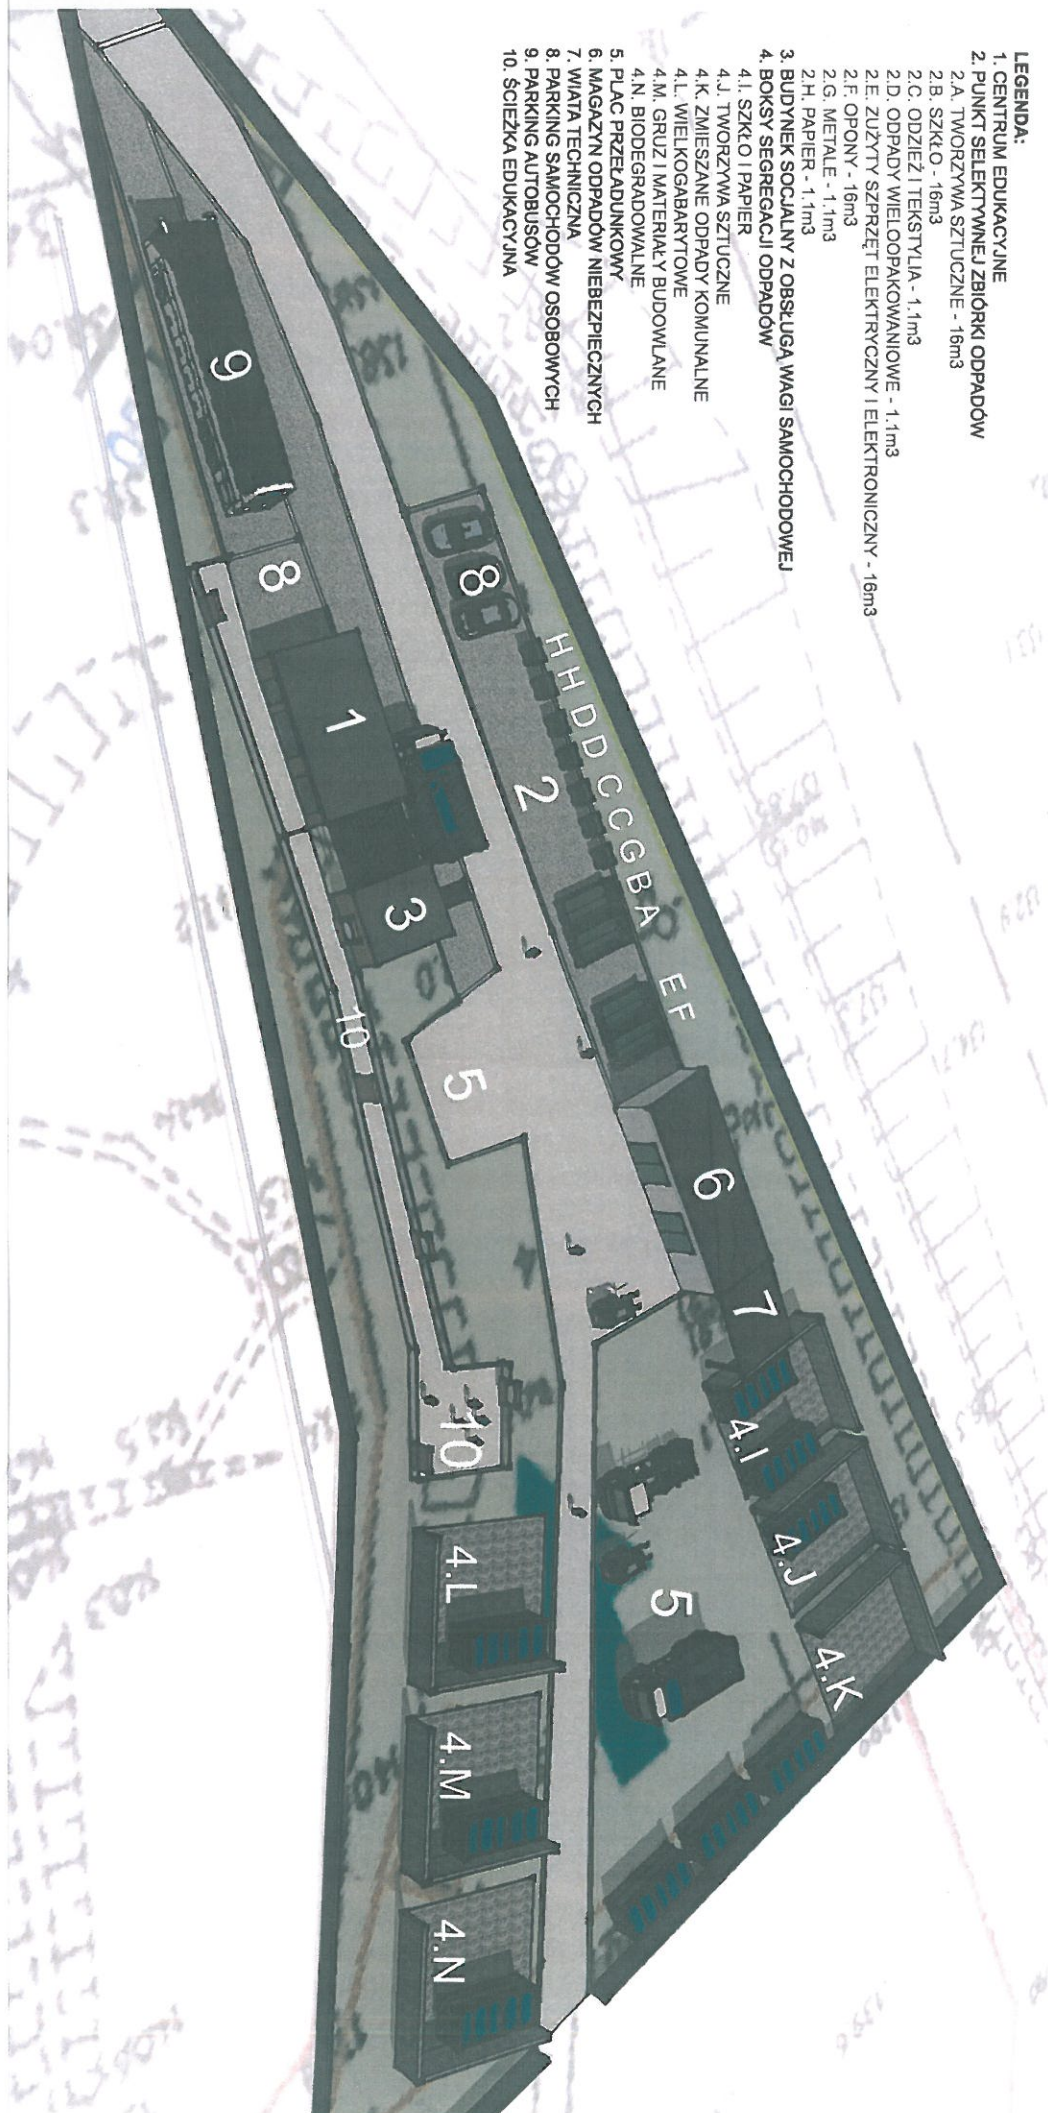 LEGENDA:
1. CENTRUM EDUKACYJNE
2. PUNKT SELEKTYWNEJ ZBIÓRKI ODPADÓW
2.A. TWORZYWA SZTUCZNE - 16m3
2.B. SZKŁO - 16m3
2.C. ODZIEŻ I TEKSTYLIA - 1,1m3
2.D. ODPADY WIELOOPAKOWANIOWE - 1.1m3
2.E. ZUŻYTY SZPRZĘT ELEKTRYCZNY I ELEKTRONICZNY - 16m3
2.F. OPONY - 16m3
2.G. METALE - 1.1m3
2.H. PAPIER - 1.1m3
3. BUDYNEK SOCJALNY Z OBSŁUGĄ WAGI SAMOCHODOWEJ
4. BOKSY SEGREGACJI ODPADÓW
4.I. SZKŁO I PAPIER
4.J. TWORZYWA SZTUCZNE
4.K. ZMIESZANE ODPADY KOMUNALNE
4.L. WIELKOGABARYTOWE
4.M. GRUZ I MATERIAŁY BUDOWLANE
4.N. BIODEGRADOWALNE
5. PLAC PRZEŁADUNKOWY
6. MAGAZYN ODPADÓW NIEBEZPIECZNYCH
7. WIATA TECHNICZNA
8. PARKING SAMOCHODÓW OSOBOWYCH
9. PARKING AUTOBUSÓW
10. ŚCIEŻKA EDUKACYJNA
9
8
8
H H D D C C G B A
E F
1
2
3
10
5
6
7
4.I
4.J
4.K
5
10
4.L
4.M
4.N